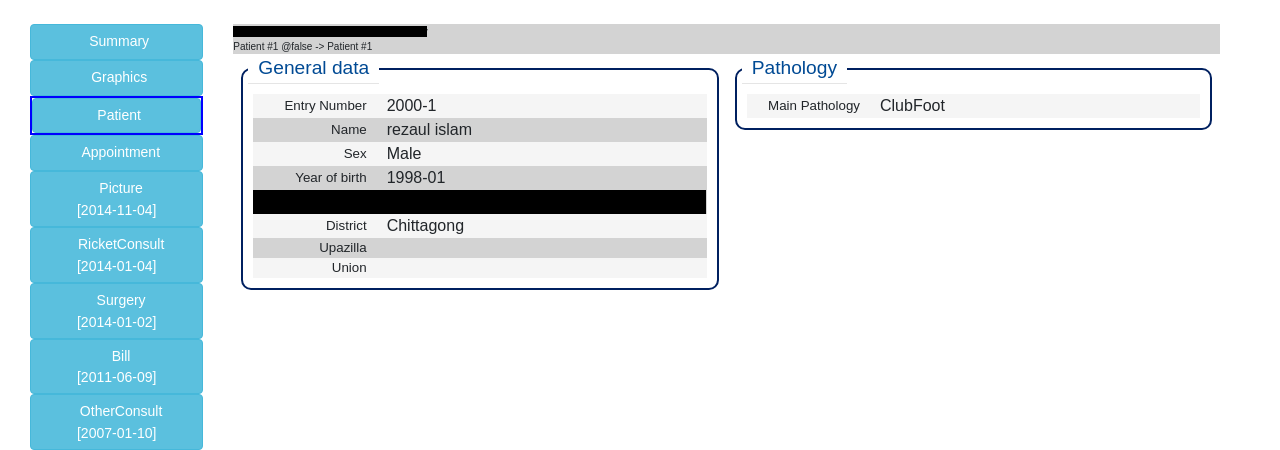 Summary
Graphics
Patient
Appointment
Picture
[2014-11-04]
RicketConsult
[2014-01-04]
Surgery
[2014-01-02]
Bill
[2011-06-09]
OtherConsult
[2007-01-10]
Patient #1 @false -> Patient #1
General data
Entry Number 2000-1
Name rezaul islam
Sex Male
Year of birth 1998-01
District Chittagong
Upazilla
Union
Pathology
Main Pathology ClubFoot